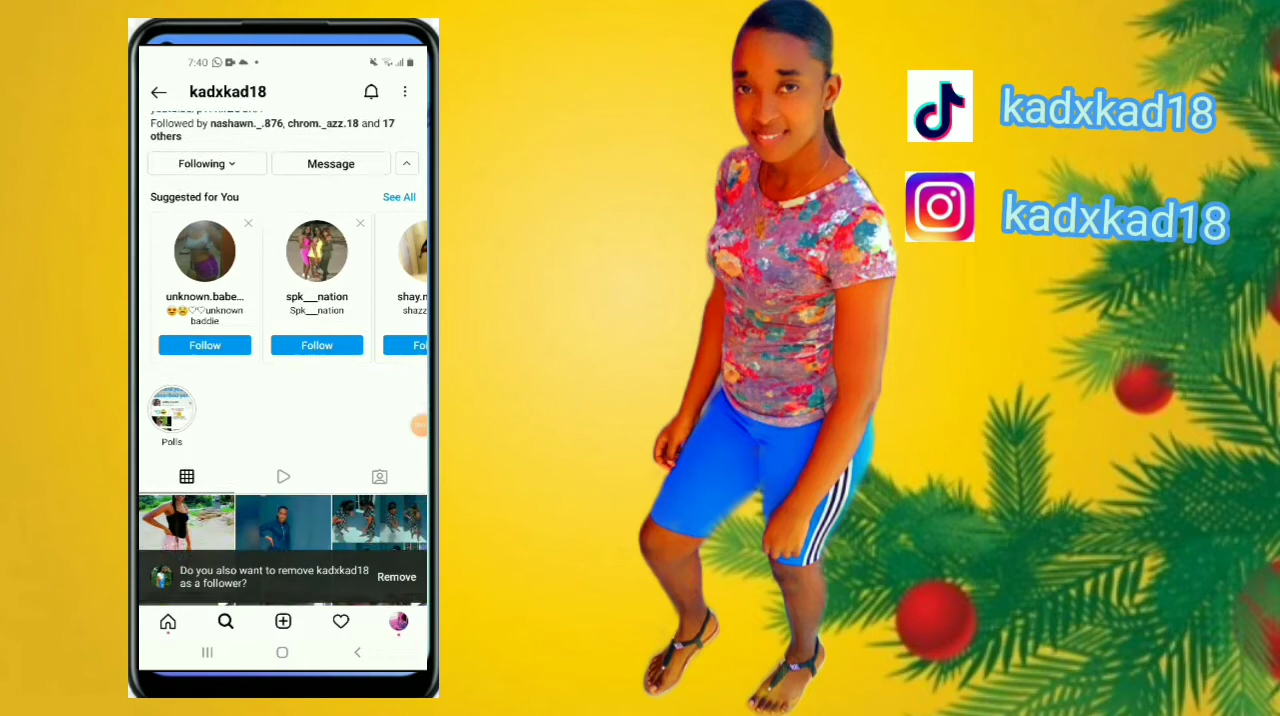 7:40
kadxkad18
Followed by nashawn._.876, chrom._azz.18 and 17
others
Following
Message
Suggested for You
See All
unknown.babe...
unknown
baddie
Follow
spk___nation
Spk___nation
Follow
Polls
Do you also want to remove kadxkad18
as a follower?
Remove
kadxkad18
kadxkad18